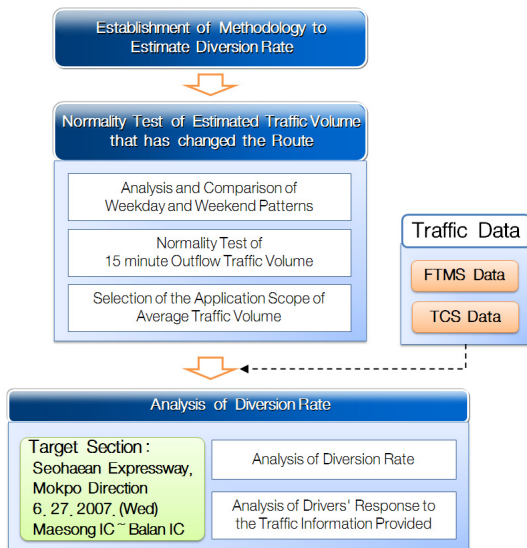 Establishment of Methodology to
Estimate Diversion Rate
Normality Test of Estimated Traffic Volume
that has changed the Route
Analysis and Comparison of
Weekday and Weekend Patterns
Normality Test of
15 minute Outflow Traffic Volume
Selection of the Application Scope of
Average Traffic Volume
Traffic Data
FTMS Data
TCS Data
Analysis of Diversion Rate
Target Section :
Seohaean Expressway,
Mokpo Direction
6. 27. 2007. (Wed)
Maesong IC ~ Balan IC
Analysis of Diversion Rate
Analysis of Drivers' Response to
the Traffic Information Provided